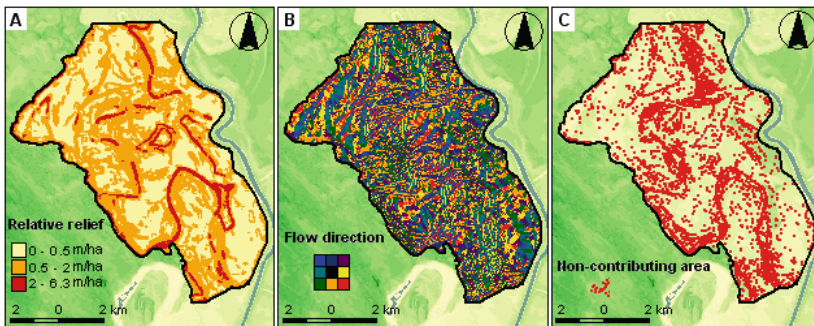 A
Relative relief
0 - 0.5 m/ha
0.5 - 2 m/ha
2 - 6.3 m/ha
2 0 2 km
B
Flow direction
2 0 2 km
C
Non-contributing area
2 0 2 km